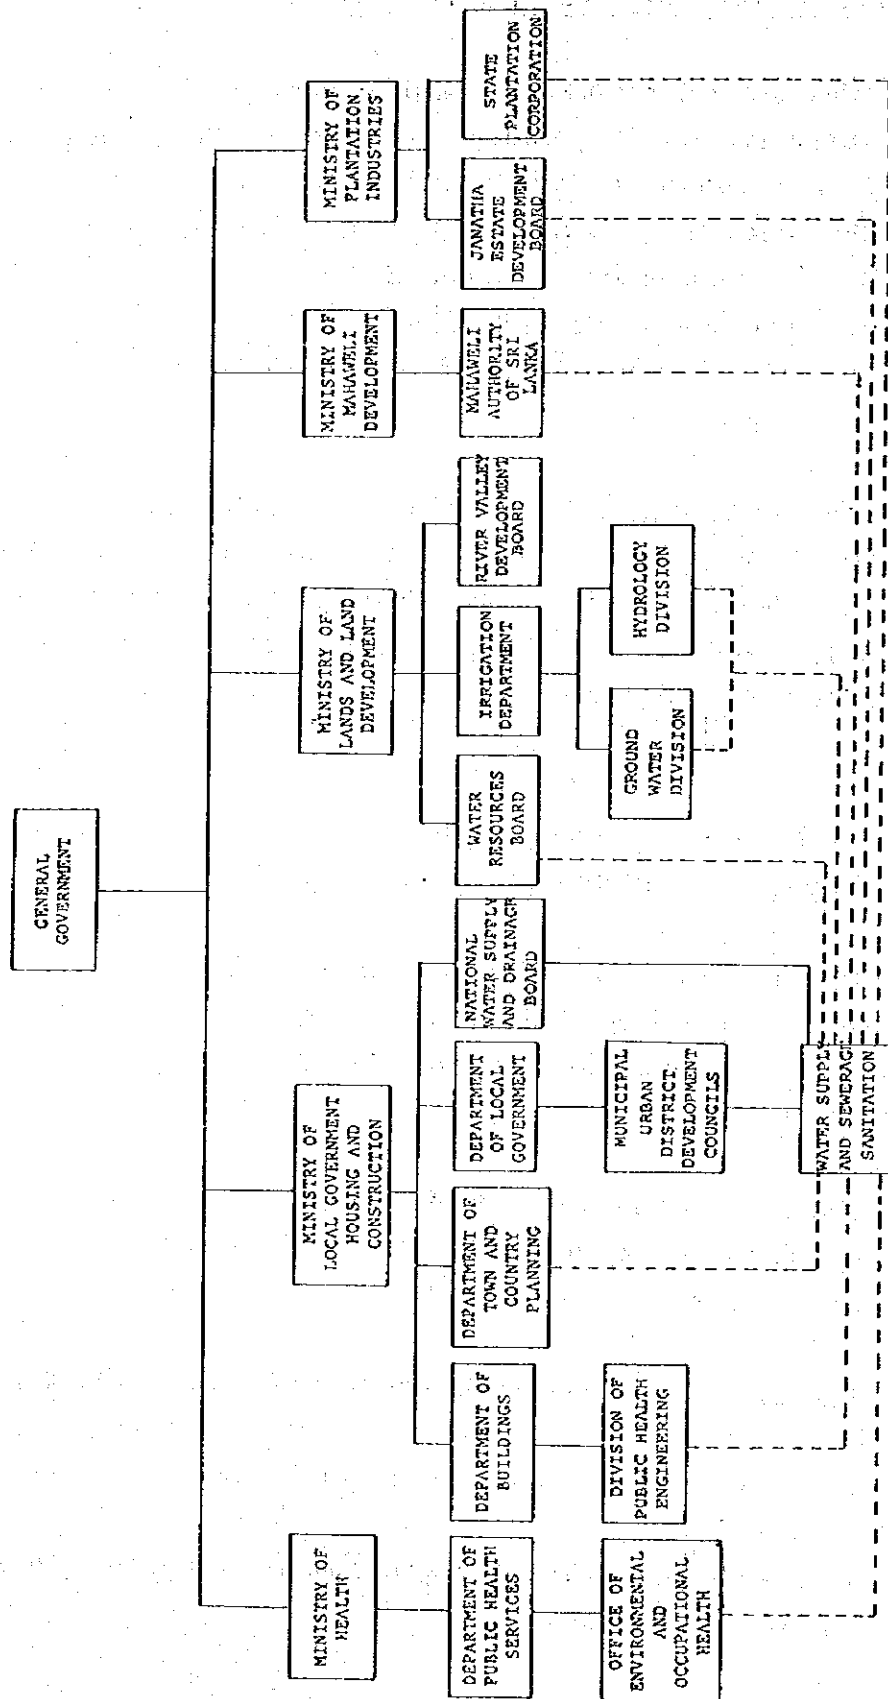 GENERAL
GOVERNMENT
MINISTRY OF
HEALTH
MINISTRY OF
LOCAL GOVERNMENT
HOUSING AND
CONSTRUCTION
MINISTRY OF
LANDS AND LAND
DEVELOPMENT
MINISTRY OF
MAHAWELI
DEVELOPMENT
MINISTRY OF
PLANTATION
INDUSTRIES
DEPARTMENT OF
PUBLIC HEALTH
SERVICES
DEPARTMENT OF
BUILDINGS
DEPARTMENT OF
TOWN AND
COUNTRY
PLANNING
DEPARTMENT
OF LOCAL
GOVERNMENT
NATIONAL
WATER SUPPLY
AND DRAINAGE
BOARD
WATER
RESOURCES
BOARD
IRRIGATION
DEPARTMENT
RIVER VALLEY
DEVELOPMENT
BOARD
MAHAWELI
AUTHORITY
OF SRI
LANKA
JANATHA
ESTATE
DEVELOPMENT
BOARD
STATE
PLANTATION
CORPORATION
OFFICE OF
ENVIRONMENTAL
AND
OCCUPATIONAL
HEALTH
DIVISION OF
PUBLIC HEALTH
ENGINEERING
MUNICIPAL
URBAN
DISTRICT
DEVELOPMENT
COUNCILS
GROUND
WATER
DIVISION
HYDROLOGY
DIVISION
WATER SUPPLY
AND SEWERAGE
SANITATION